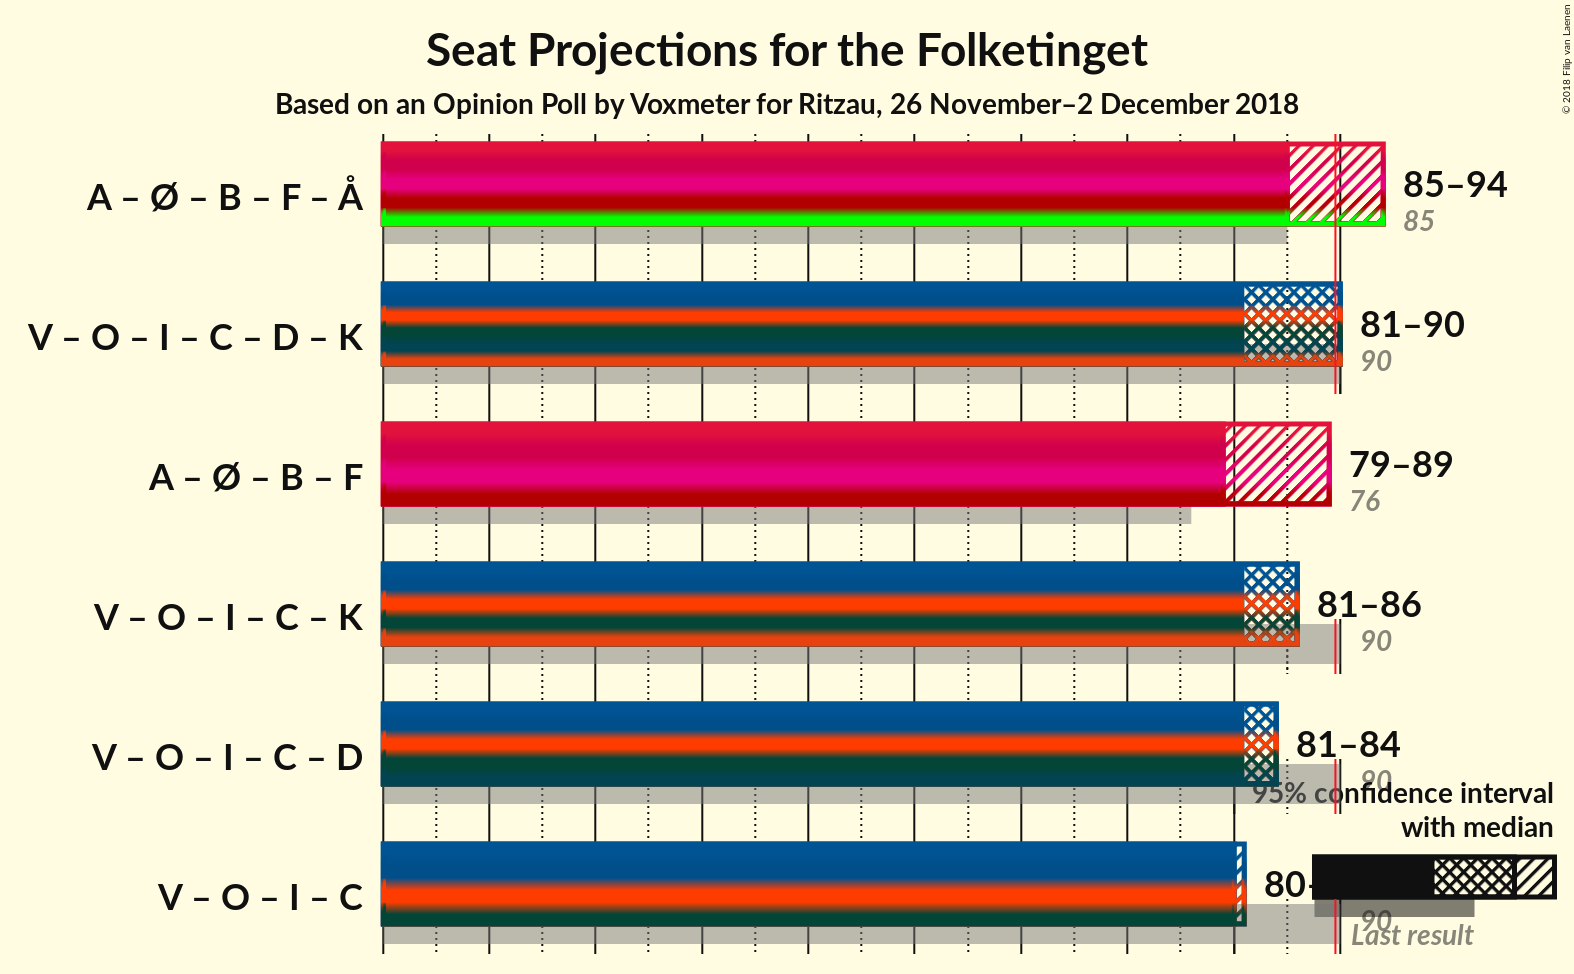 Seat Projections for the Folketinget
Based on an Opinion Poll by Voxmeter for Ritzau, 26 November–2 December 2018
© 2018 Filip van Laenen
A – Ø – B – F – Å
85–94
85
V – O – I – C – D – K
81–90
90
A – Ø – B – F
79–89
76
V – O – I – C – K
81–86
90
V – O – I – C – D
81–84
90
95% confidence interval
with median
V – O – I – C
80–
90
Last result